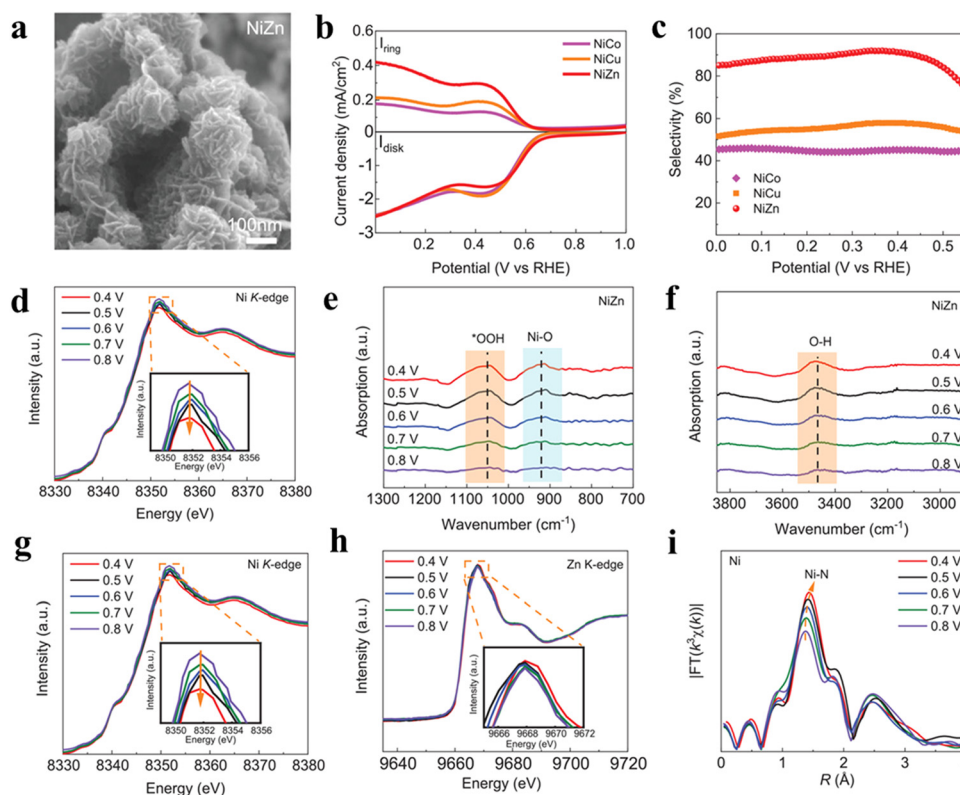 a
NiZn
100nm
b
I_ring
NiCo
NiCu
NiZn
I_disk
Current density (mA/cm²)
0.6
0.4
0.2
0
-1
-2
-3
0.2 0.4 0.6 0.8 1.0
Potential (V vs RHE)
c
Selectivity (%)
100
80
60
40
20
NiCo
NiCu
NiZn
0.0 0.1 0.2 0.3 0.4 0.5
Potential (V vs RHE)
d
Intensity (a.u.)
0.4 V
0.5 V
0.6 V
0.7 V
0.8 V
Ni K-edge
Intensity (a.u.)
8350 8352 8354 8356
Energy (eV)
8330 8340 8350 8360 8370 8380
Energy (eV)
e
NiZn
Absorption (a.u.)
*OOH
Ni-O
0.4 V
0.5 V
0.6 V
0.7 V
0.8 V
1300 1200 1100 1000 900 800 700
Wavenumber (cm⁻¹)
f
NiZn
Absorption (a.u.)
O-H
0.4 V
0.5 V
0.6 V
0.7 V
0.8 V
3800 3600 3400 3200 3000
Wavenumber (cm⁻¹)
g
Intensity (a.u.)
0.4 V
0.5 V
0.6 V
0.7 V
0.8 V
Ni K-edge
Intensity (a.u.)
8350 8352 8354 8356
Energy (eV)
8330 8340 8350 8360 8370 8380
Energy (eV)
h
Intensity (a.u.)
0.4 V
0.5 V
0.6 V
0.7 V
0.8 V
Zn K-edge
Intensity (a.u.)
9666 9668 9670 9672
Energy (eV)
9640 9660 9680 9700 9720
Energy (eV)
i
|FT(k³χ(k))|
Ni
Ni-N
0.4 V
0.5 V
0.6 V
0.7 V
0.8 V
0 1 2 3 4
R (Å)